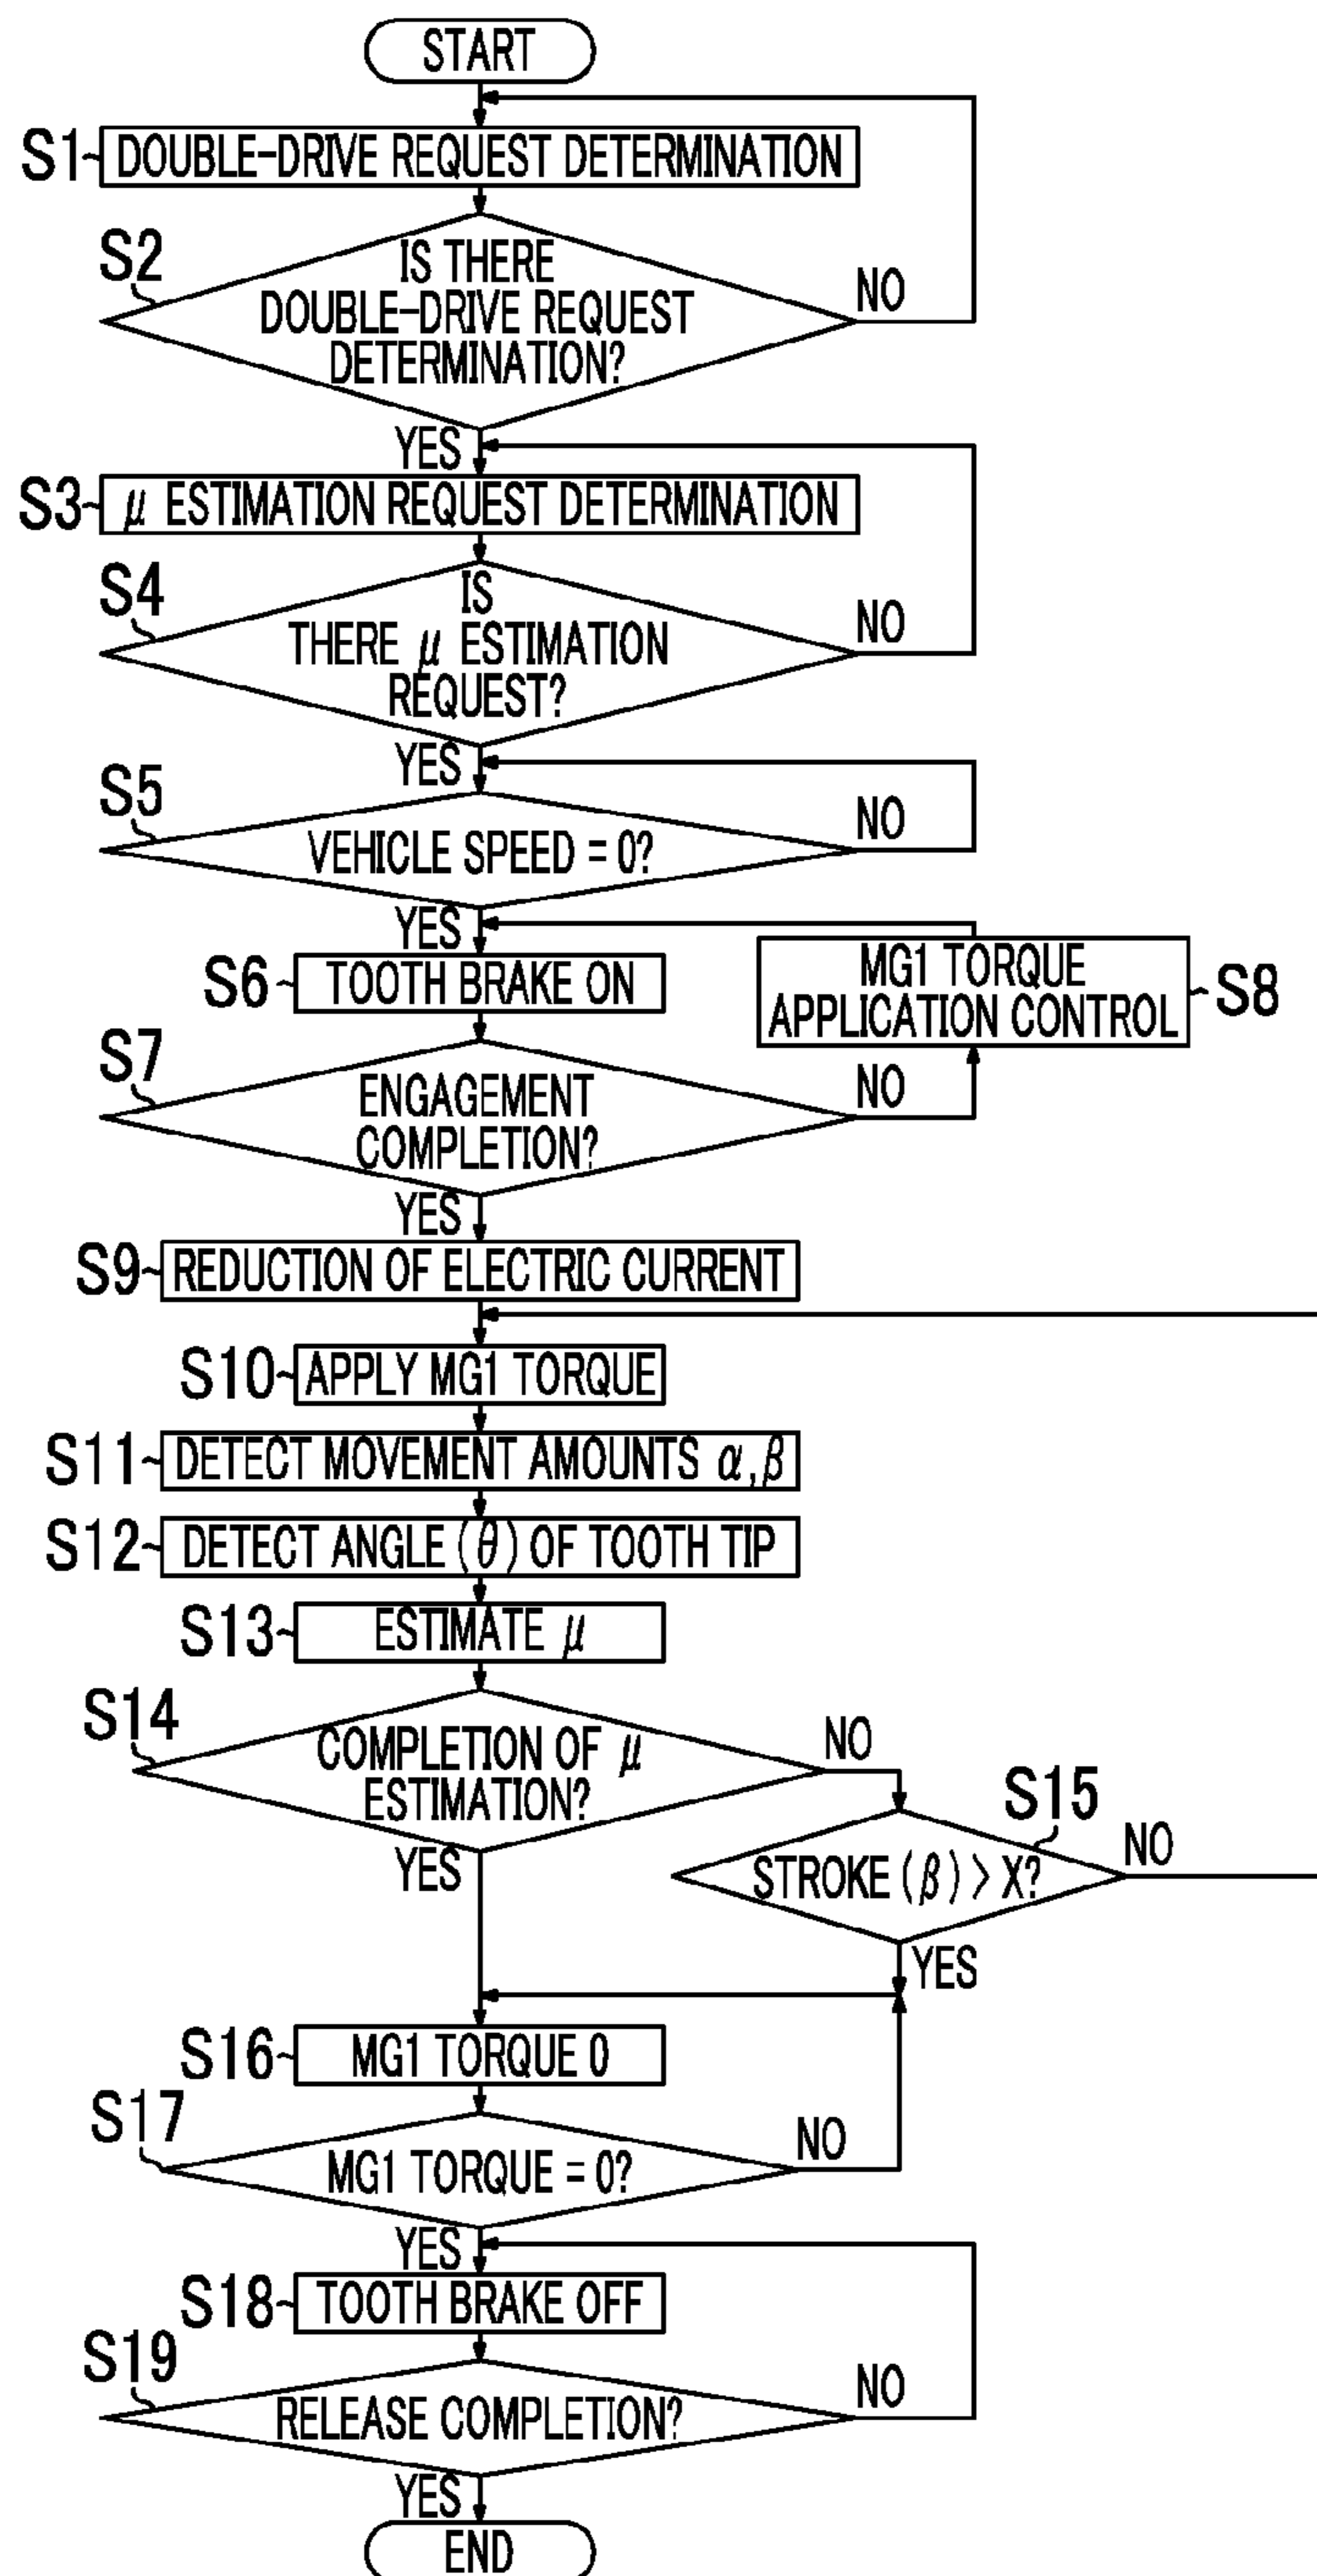 START
S1
DOUBLE-DRIVE REQUEST DETERMINATION
S2
IS THERE
DOUBLE-DRIVE REQUEST
DETERMINATION?
NO
YES
S3
μ ESTIMATION REQUEST DETERMINATION
S4
IS
THERE μ ESTIMATION
REQUEST?
NO
YES
S5
VEHICLE SPEED = 0?
NO
YES
S6
TOOTH BRAKE ON
MG1 TORQUE
APPLICATION CONTROL
S8
S7
ENGAGEMENT
COMPLETION?
NO
YES
S9
REDUCTION OF ELECTRIC CURRENT
S10
APPLY MG1 TORQUE
S11
DETECT MOVEMENT AMOUNTS α,β
S12
DETECT ANGLE (θ) OF TOOTH TIP
S13
ESTIMATE μ
S14
COMPLETION OF μ
ESTIMATION?
NO
YES
S15
STROKE (β) > X?
NO
YES
S16
MG1 TORQUE 0
S17
MG1 TORQUE = 0?
NO
YES
S18
TOOTH BRAKE OFF
S19
RELEASE COMPLETION?
NO
YES
END